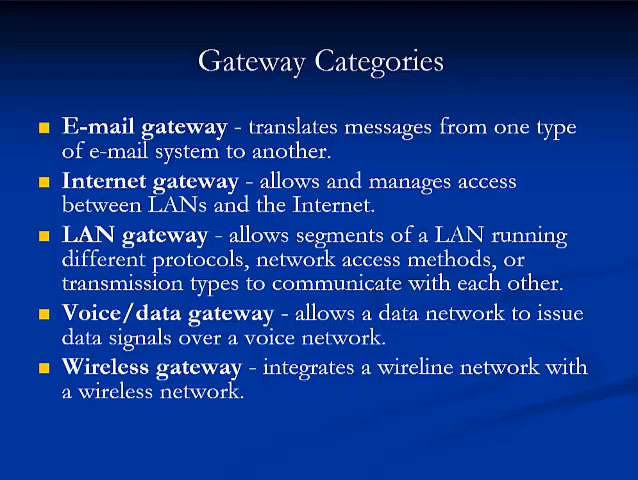 Gateway Categories
E-mail gateway - translates messages from one type
of e-mail system to another.
Internet gateway - allows and manages access
between LANs and the Internet.
LAN gateway - allows segments of a LAN running
different protocols, network access methods, or
transmission types to communicate with each other.
Voice/data gateway - allows a data network to issue
data signals over a voice network.
Wireless gateway - integrates a wireline network with
a wireless network.